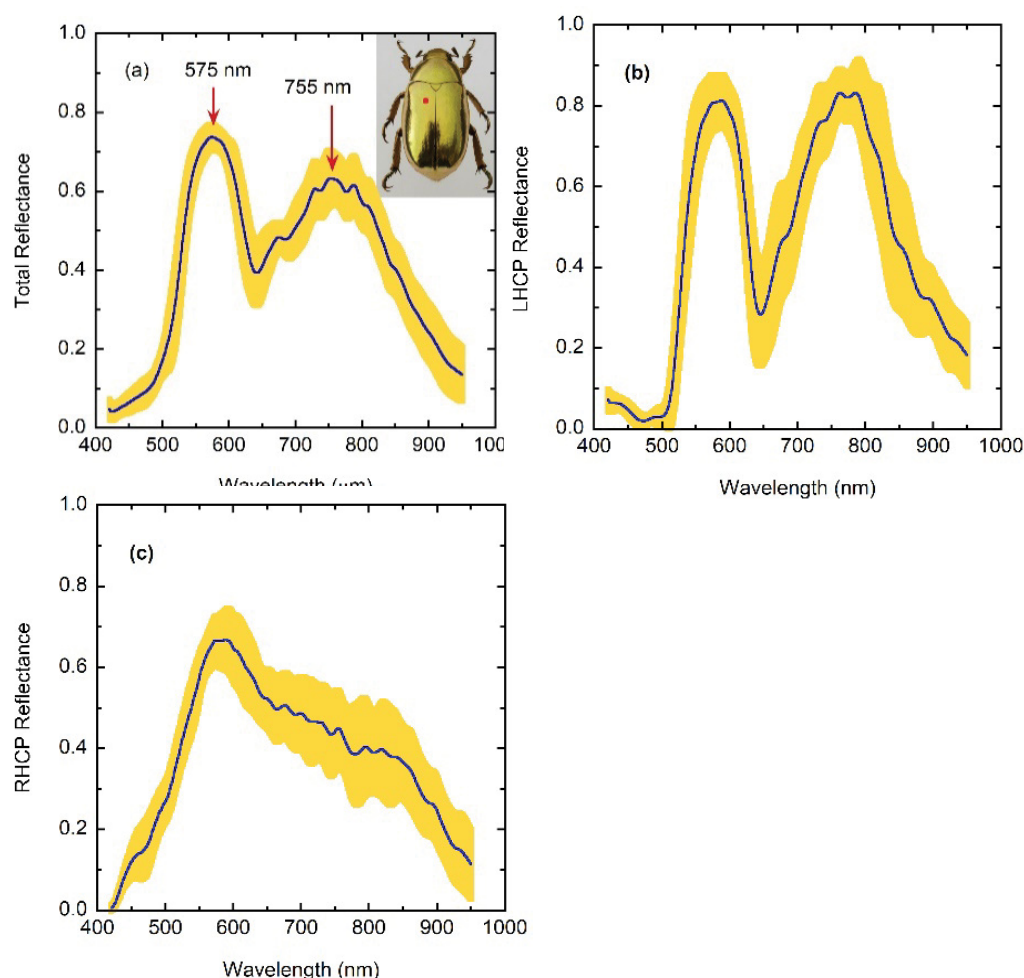 (a)
575 nm
755 nm
Total Reflectance
1.0
0.8
0.6
0.4
0.2
0.0
400 500 600 700 800 900 100
Wavelength (μm)
(b)
LHCP Reflectance
1.0
0.8
0.6
0.4
0.2
0.0
400 500 600 700 800 900 1000
Wavelength (nm)
(c)
RHCP Reflectance
1.0
0.8
0.6
0.4
0.2
0.0
400 500 600 700 800 900 1000
Wavelength (nm)